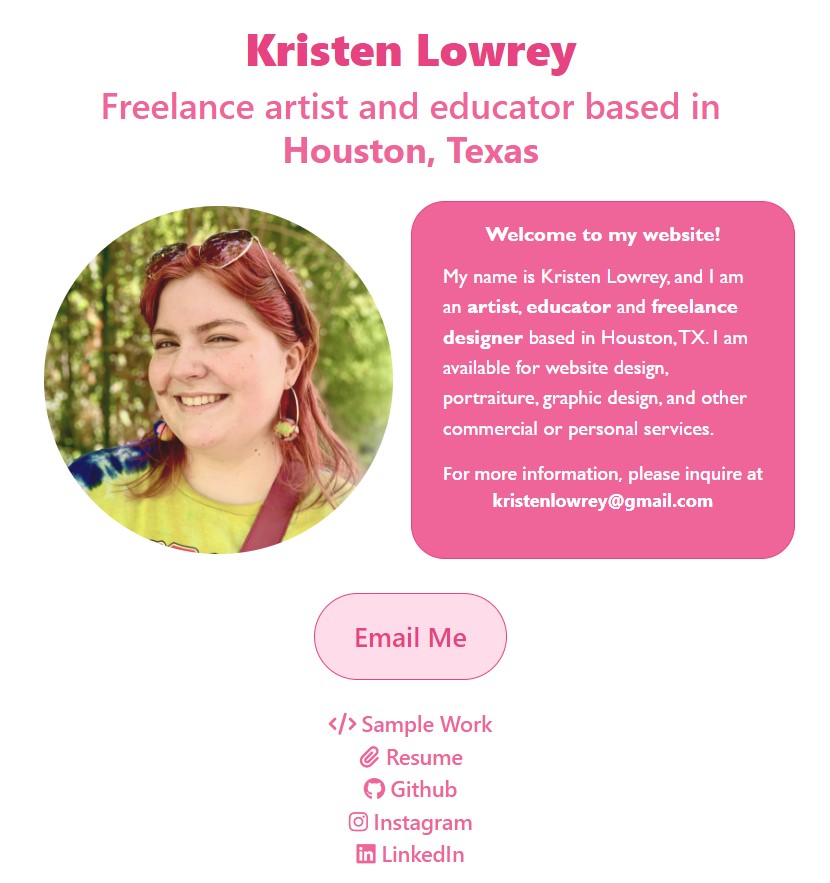 Kristen Lowrey
Freelance artist and educator based in
Houston, Texas
Welcome to my website!
My name is Kristen Lowrey, and I am
an artist, educator and freelance
designer based in Houston, TX. I am
available for website design,
portraiture, graphic design, and other
commercial or personal services.
For more information, please inquire at
kristenlowrey@gmail.com
Email Me
</> Sample Work
Resume
Github
Instagram
LinkedIn